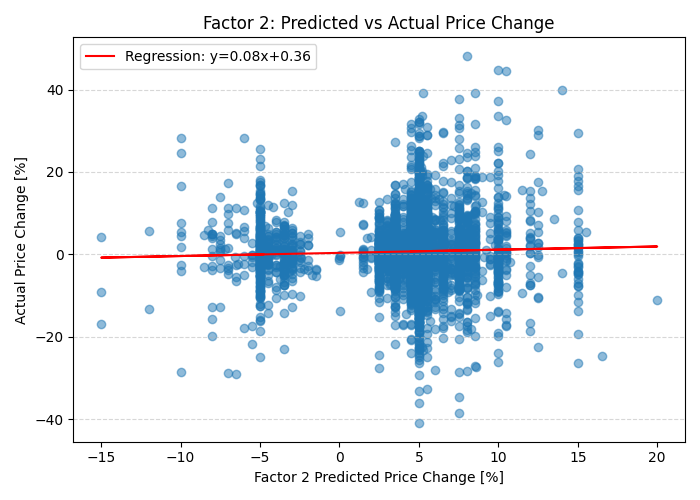 Factor 2: Predicted vs Actual Price Change
Regression: y=0.08x+0.36
Actual Price Change [%]
40
20
0
−20
−40
−15 −10 −5 0 5 10 15 20
Factor 2 Predicted Price Change [%]